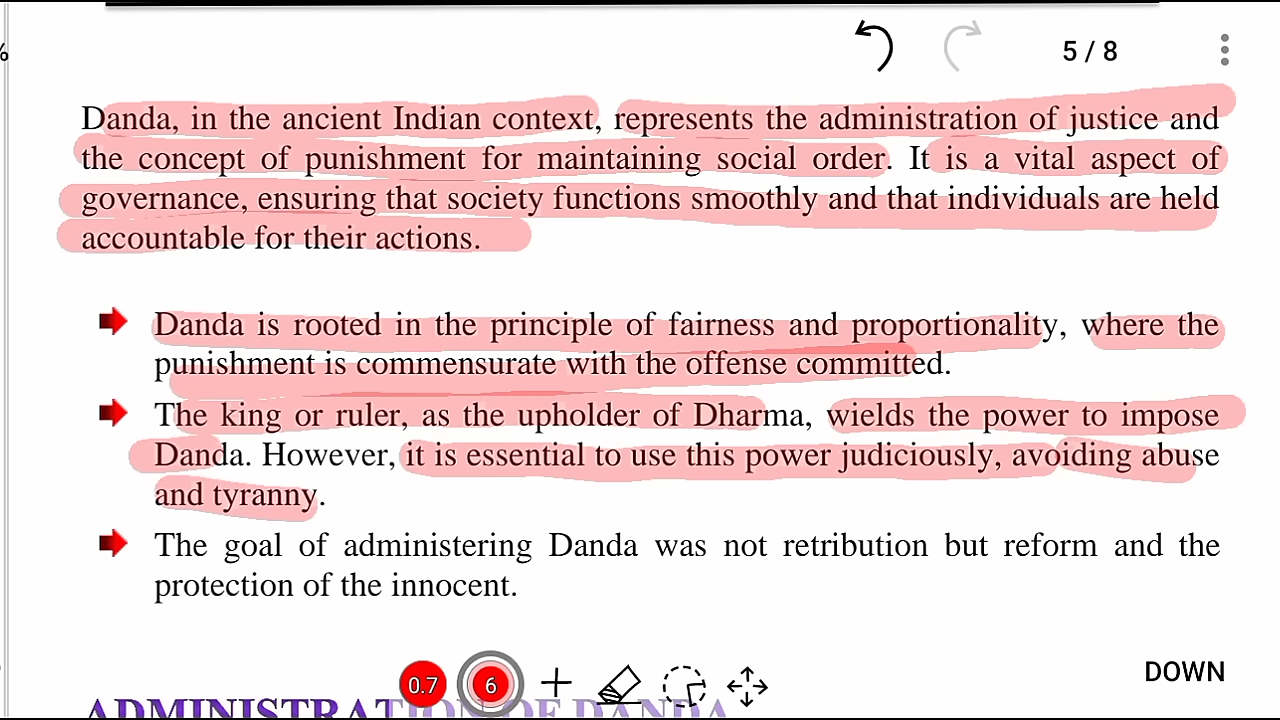 %
5 / 8
Danda, in the ancient Indian context, represents the administration of justice and
the concept of punishment for maintaining social order. It is a vital aspect of
governance, ensuring that society functions smoothly and that individuals are held
accountable for their actions.
Danda is rooted in the principle of fairness and proportionality, where the
punishment is commensurate with the offense committed.
The king or ruler, as the upholder of Dharma, wields the power to impose
Danda. However, it is essential to use this power judiciously, avoiding abuse
and tyranny.
The goal of administering Danda was not retribution but reform and the
protection of the innocent.
0.7 6
DOWN
ADMINISTRATION OF DANDA